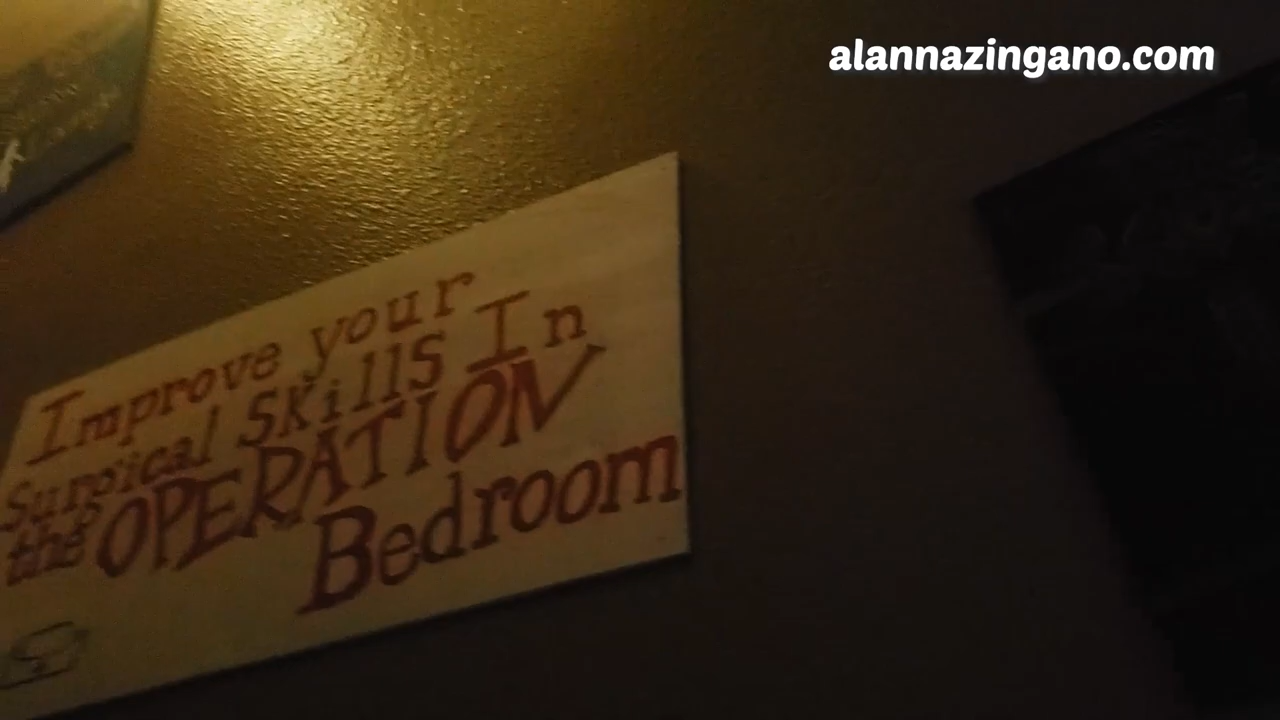 alannazingano.com
Improve your
Surgical SKillS In
the OPERATION
Bedroom